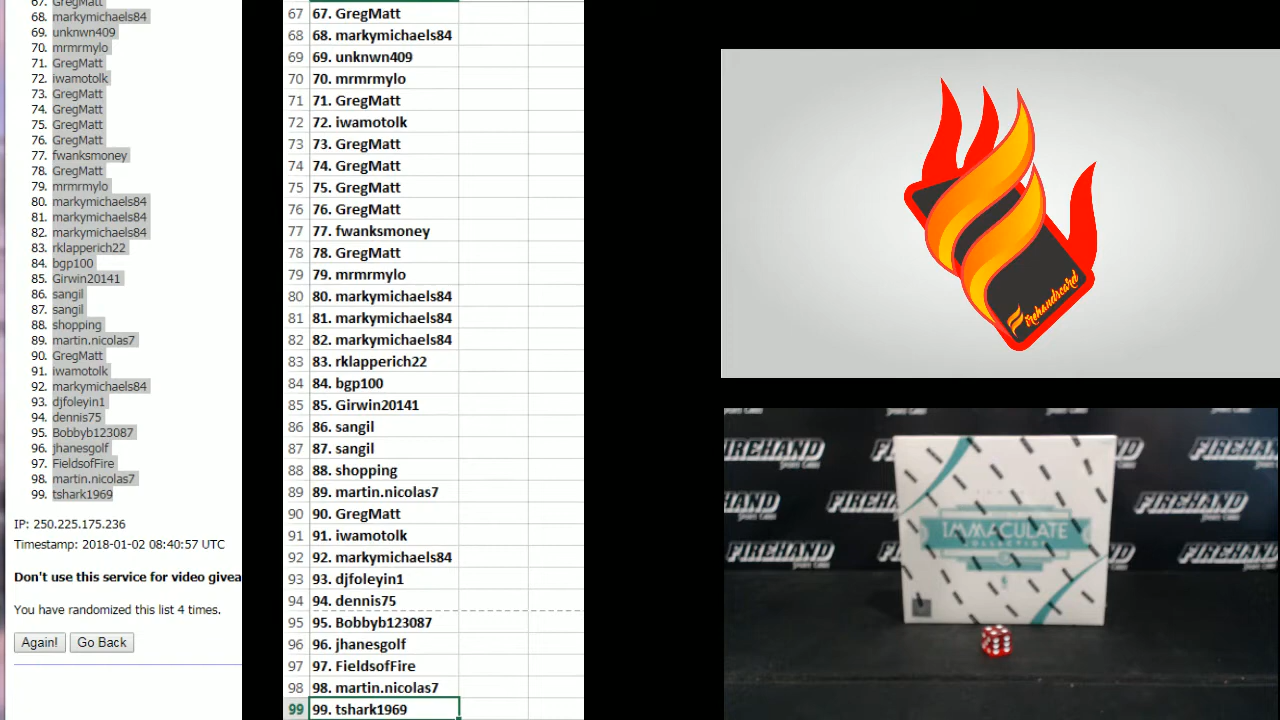 67. GregMatt
68. markymichaels84
69. unknwn409
70. mrmrmylo
71. GregMatt
72. iwamotolk
73. GregMatt
74. GregMatt
75. GregMatt
76. GregMatt
77. fwanksmoney
78. GregMatt
79. mrmrmylo
80. markymichaels84
81. markymichaels84
82. markymichaels84
83. rklapperich22
84. bgp100
85. Girwin20141
86. sangil
87. sangil
88. shopping
89. martin.nicolas7
90. GregMatt
91. iwamotolk
92. markymichaels84
93. djfoleyin1
94. dennis75
95. Bobbyb123087
96. jhanesgolf
97. FieldsofFire
98. martin.nicolas7
99. tshark1969
IP: 250.225.175.236
Timestamp: 2018-01-02 08:40:57 UTC
Don't use this service for video givea
You have randomized this list 4 times.
Again! Go Back
67 67. GregMatt
68 68. markymichaels84
69 69. unknwn409
70 70. mrmrmylo
71 71. GregMatt
72 72. iwamotolk
73 73. GregMatt
74 74. GregMatt
75 75. GregMatt
76 76. GregMatt
77 77. fwanksmoney
78 78. GregMatt
79 79. mrmrmylo
80 80. markymichaels84
81 81. markymichaels84
82 82. markymichaels84
83 83. rklapperich22
84 84. bgp100
85 85. Girwin20141
86 86. sangil
87 87. sangil
88 88. shopping
89 89. martin.nicolas7
90 90. GregMatt
91 91. iwamotolk
92 92. markymichaels84
93 93. djfoleyin1
94 94. dennis75
95 95. Bobbyb123087
96 96. jhanesgolf
97 97. FieldsofFire
98 98. martin.nicolas7
99 99. tshark1969
Firehandscard
FIREHAND
FIREHAND
FIREHAND
FIREHAND
IMMACULATE
COLLECTION